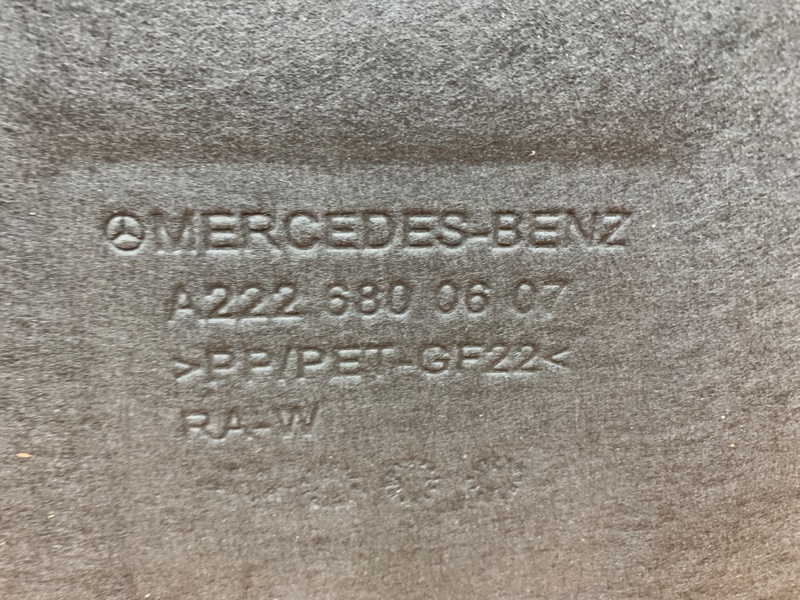 MERCEDES-BENZ
A222 680 06 07
>PP/PET-GF22<
RA-W